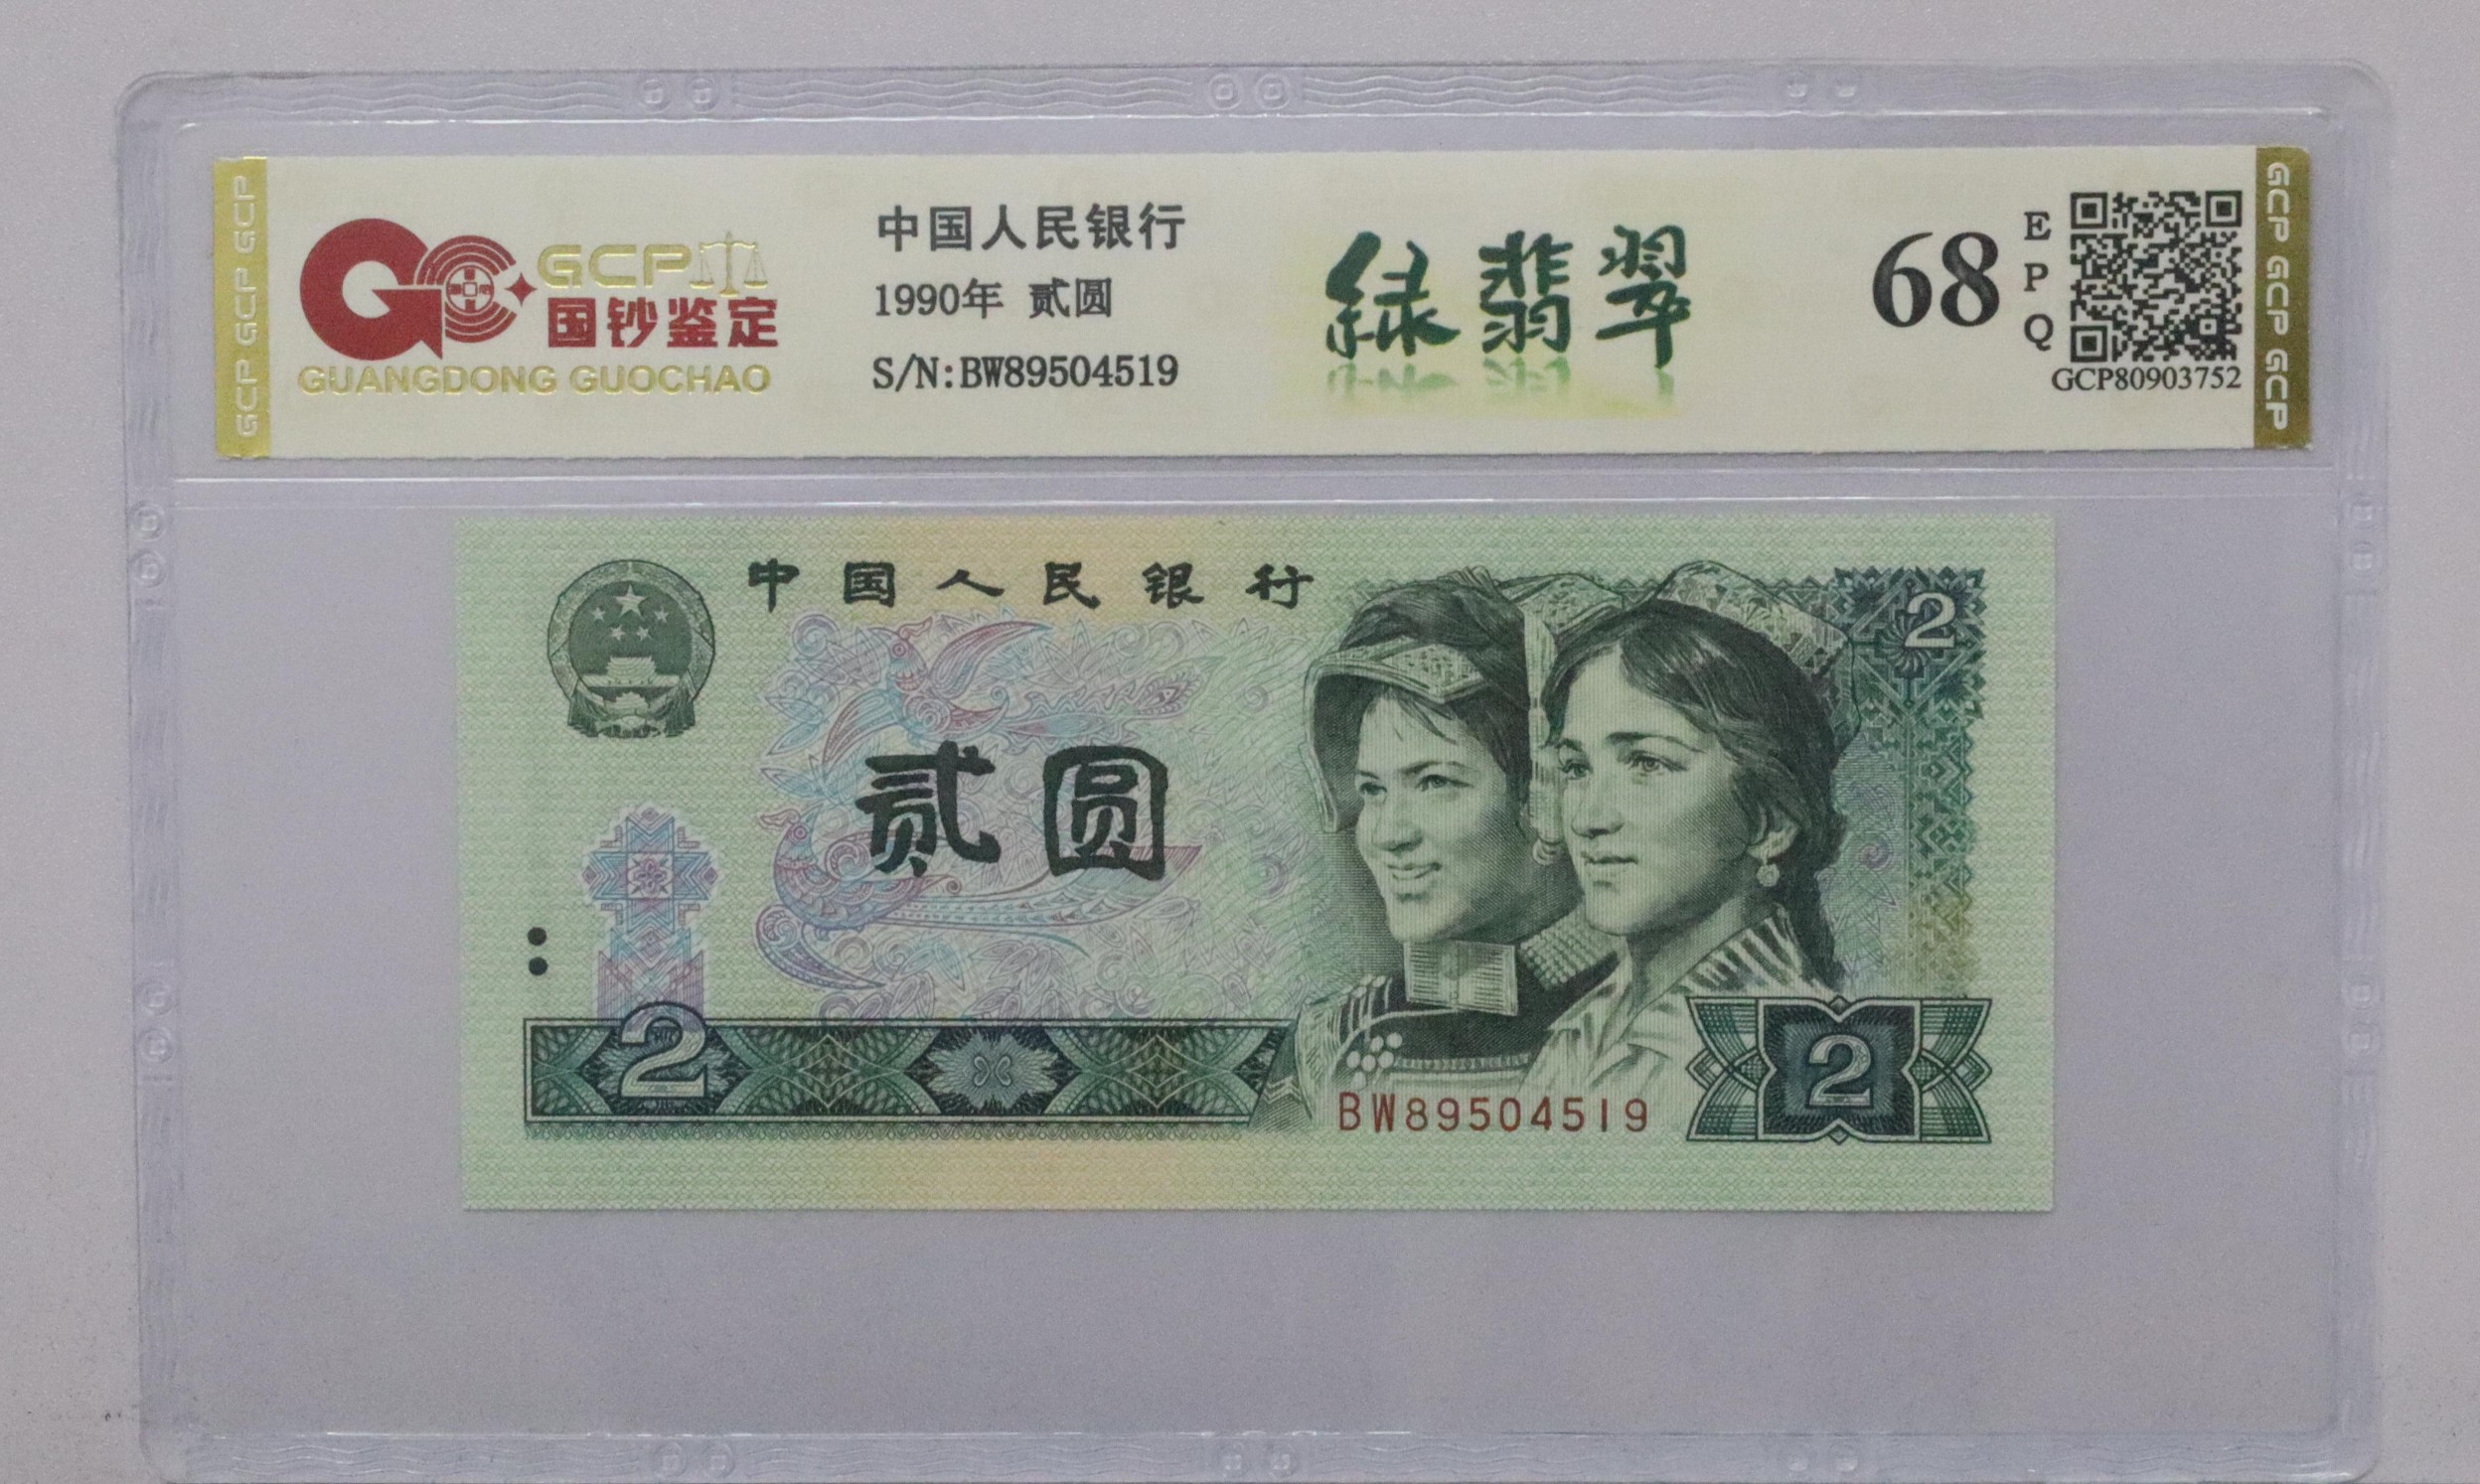 GCP GCP GCP
GCP
国钞鉴定
GUANGDONG GUOCHAO
中国人民银行
1990年 贰圆
S/N:BW89504519
绿翡翠
68
EPQ
GCP80903752
GCP GCP GCP
中国人民银行
2
贰圆
2
BW89504519
2